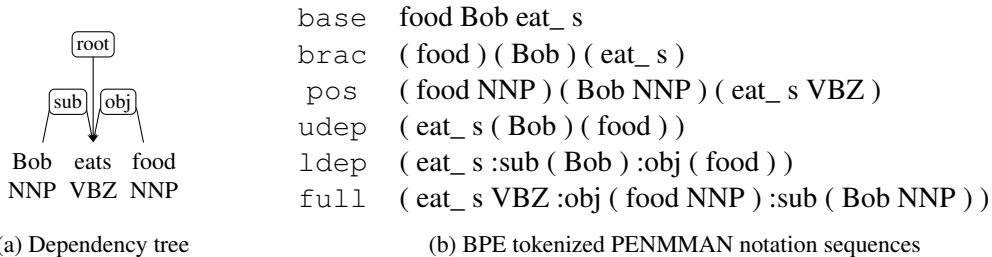 root
sub obj
Bob eats food
NNP VBZ NNP
(a) Dependency tree
base food Bob eat_ s
brac ( food ) ( Bob ) ( eat_ s )
pos ( food NNP ) ( Bob NNP ) ( eat_ s VBZ )
udep ( eat_ s ( Bob ) ( food ) )
ldep ( eat_ s :sub ( Bob ) :obj ( food ) )
full ( eat_ s VBZ :obj ( food NNP ) :sub ( Bob NNP ) )
(b) BPE tokenized PENMMAN notation sequences